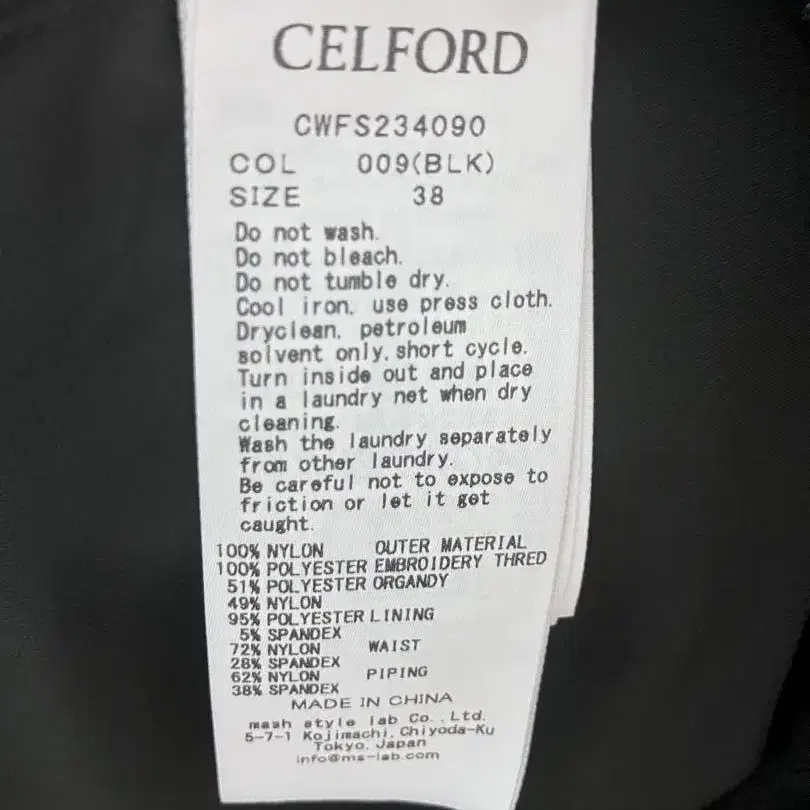 CELFORD
CWFS234090
COL 009(BLK)
SIZE 38
Do not wash.
Do not bleach.
Do not tumble dry.
Cool iron, use press cloth.
Dryclean, petroleum
solvent only, short cycle.
Turn inside out and place
in a laundry net when dry
cleaning.
Wash the laundry separately
from other laundry.
Be careful not to expose to
friction or let it get
caught.
100% NYLON OUTER MATERIAL
100% POLYESTER EMBROIDERY THRED
51% POLYESTER ORGANDY
49% NYLON
95% POLYESTER LINING
5% SPANDEX
72% NYLON WAIST
28% SPANDEX
62% NYLON PIPING
38% SPANDEX
MADE IN CHINA
mash style lab Co., Ltd.
5-7-1 Kojimachi, Chiyoda-Ku
Tokyo, Japan
info@ms-lab.com